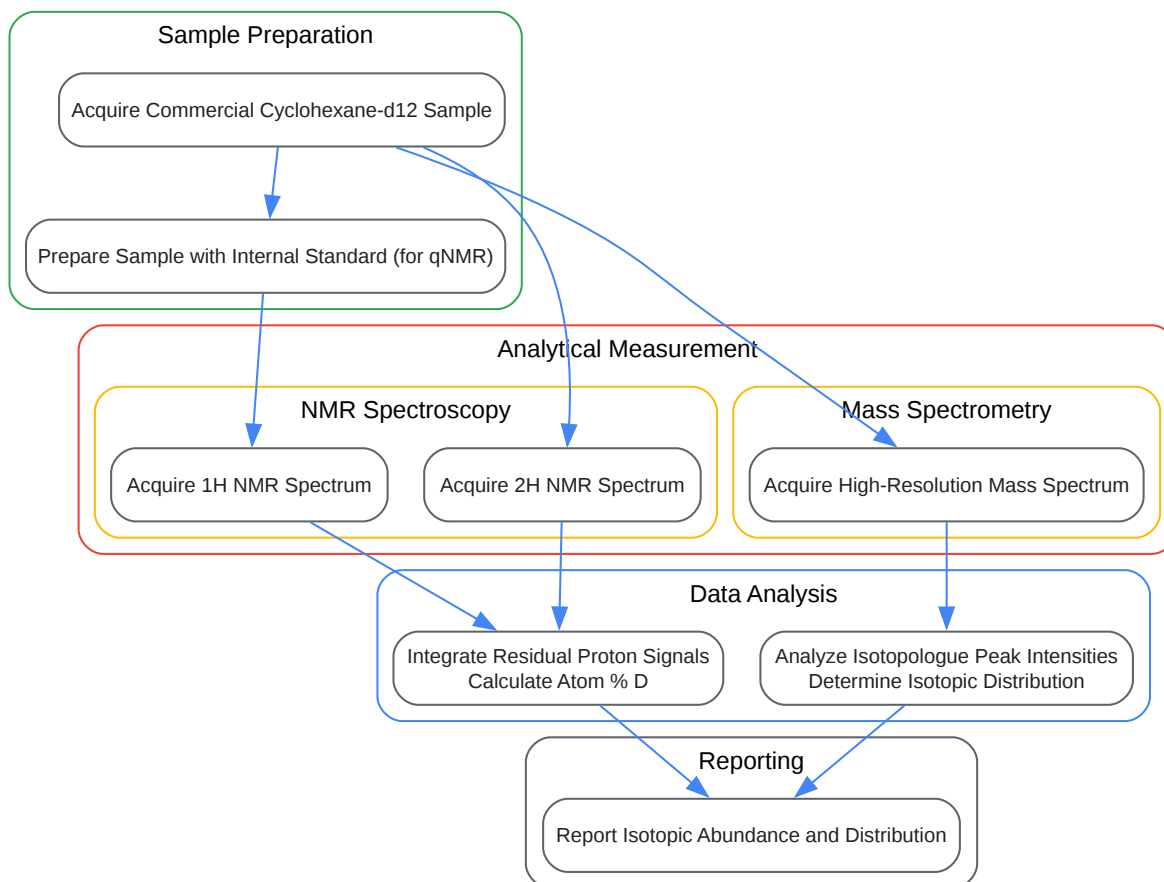 Sample Preparation
Acquire Commercial Cyclohexane-d12 Sample
Prepare Sample with Internal Standard (for qNMR)
Analytical Measurement
NMR Spectroscopy
Mass Spectrometry
Acquire 1H NMR Spectrum
Acquire 2H NMR Spectrum
Acquire High-Resolution Mass Spectrum
Data Analysis
Integrate Residual Proton Signals
Calculate Atom % D
Analyze Isotopologue Peak Intensities
Determine Isotopic Distribution
Reporting
Report Isotopic Abundance and Distribution